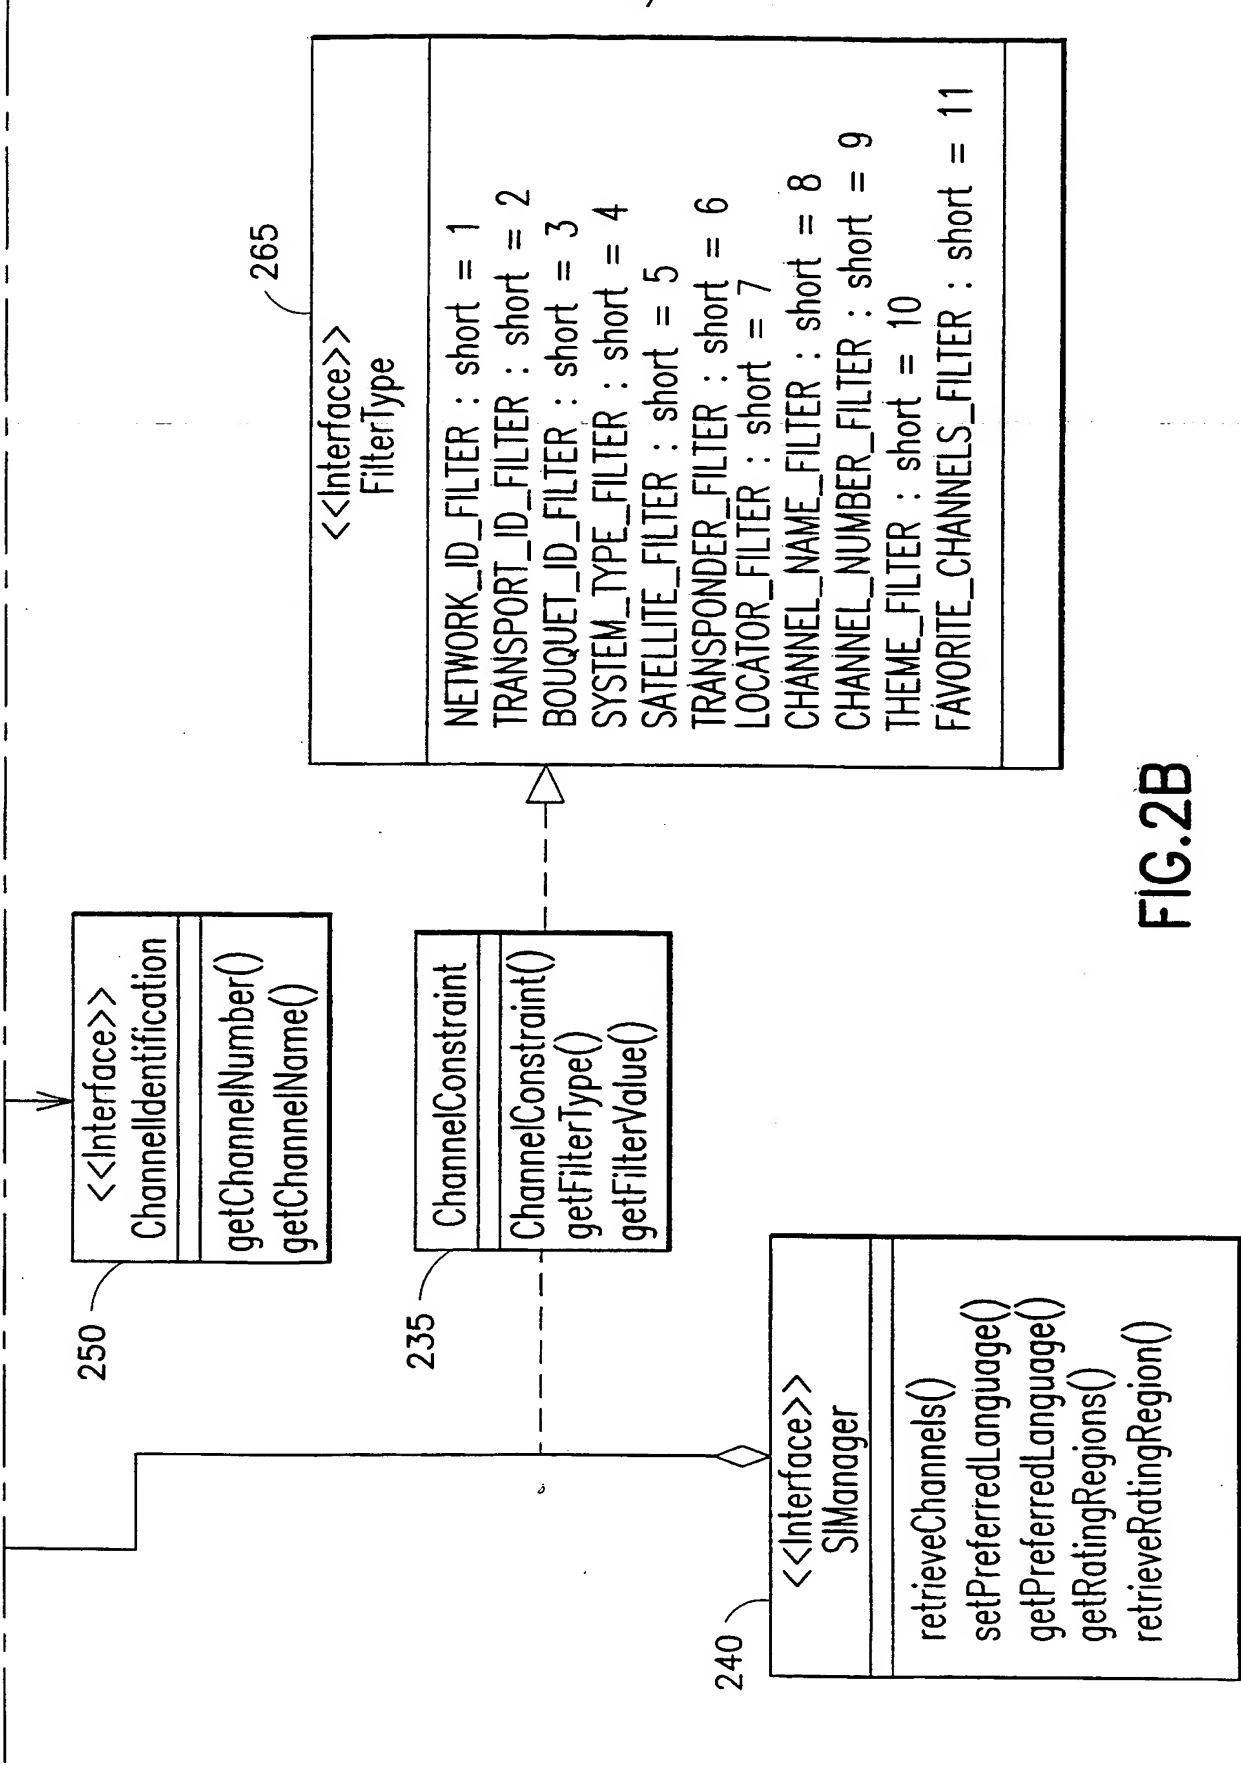 250
<<Interface>>
ChannelIdentification
getChannelNumber()
getChannelName()
235
ChannelConstraint
ChannelConstraint()
getFilterType()
getFilterValue()
240
<<Interface>>
SIManager
retrieveChannels()
setPreferredLanguage()
getPreferredLanguage()
getRatingRegions()
retrieveRatingRegion()
265
<<Interface>>
FilterType
NETWORK_ID_FILTER : short = 1
TRANSPORT_ID_FILTER : short = 2
BOUQUET_ID_FILTER : short = 3
SYSTEM_TYPE_FILTER : short = 4
SATELLITE_FILTER : short = 5
TRANSPONDER_FILTER : short = 6
LOCATOR_FILTER : short = 7
CHANNEL_NAME_FILTER : short = 8
CHANNEL_NUMBER_FILTER : short = 9
THEME_FILTER : short = 10
FAVORITE_CHANNELS_FILTER : short = 11
FIG.2B